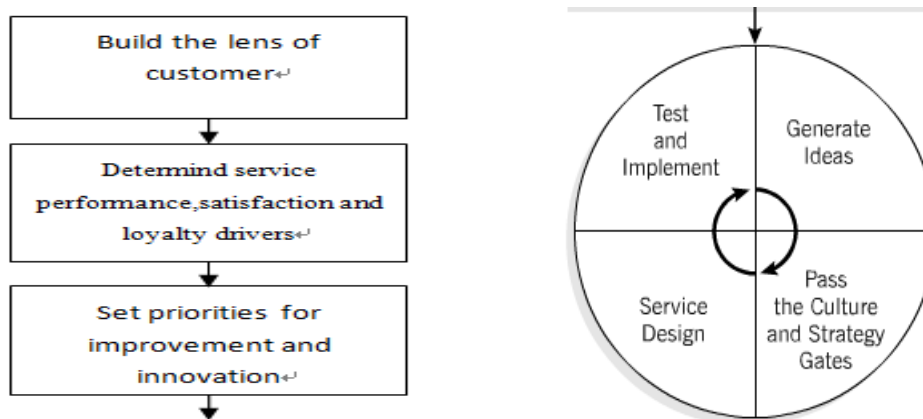 Build the lens of
customer↵
Determind service
performance,satisfaction and
loyalty drivers↵
Set priorities for
improvement and
innovation↵
Test
and
Implement
Generate
Ideas
Service
Design
Pass
the Culture
and Strategy
Gates